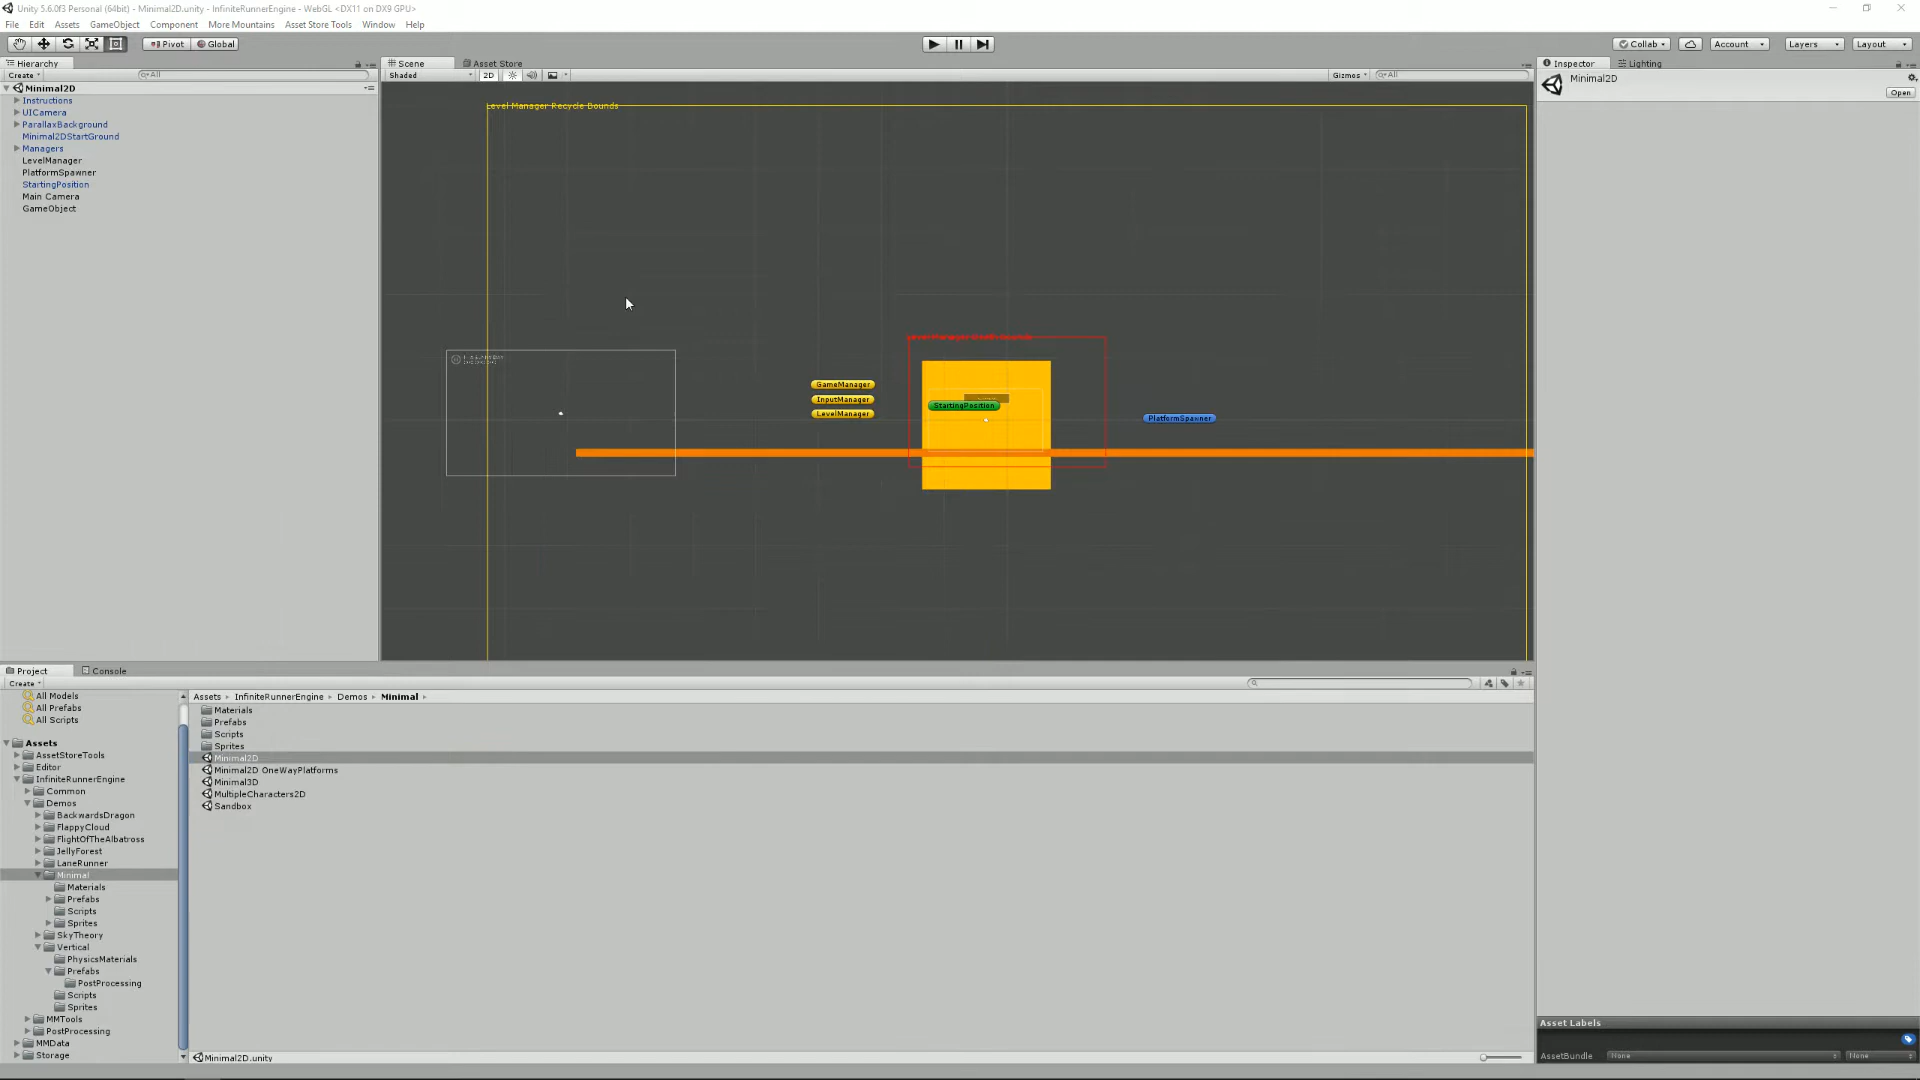 Unity 5.6.0f3 Personal (64bit) - Minimal2D.unity - InfiniteRunnerEngine - WebGL <DX11 on DX9 GPU>
File Edit Assets GameObject Component More Mountains Asset Store Tools Window Help
Pivot Global Collab Account Layers Layout
Hierarchy Scene Asset Store Inspector Lighting
Create All Shaded 2D Gizmos All
Minimal2D
Instructions
UICamera
ParallaxBackground
Minimal2DStartGround
Managers
LevelManager
PlatformSpawner
StartingPosition
Main Camera
GameObject
Level Manager Recycle Bounds
GameManager
InputManager
LevelManager
StartingPosition
PlatformSpawner
Minimal2D
Open
Project Console
Create
All Models
All Prefabs
All Scripts
Assets
AssetStoreTools
Editor
InfiniteRunnerEngine
Common
Demos
BackwardsDragon
FlappyCloud
FlightOfTheAlbatross
JellyForest
LaneRunner
Minimal
Materials
Prefabs
Scripts
Sprites
SkyTheory
Vertical
PhysicsMaterials
Prefabs
PostProcessing
Scripts
Sprites
MMTools
PostProcessing
MMData
Storage
Assets InfiniteRunnerEngine Demos Minimal
Materials
Prefabs
Scripts
Sprites
Minimal2D
Minimal2D OneWayPlatforms
Minimal3D
MultipleCharacters2D
Sandbox
Minimal2D.unity
Asset Labels
AssetBundle None None